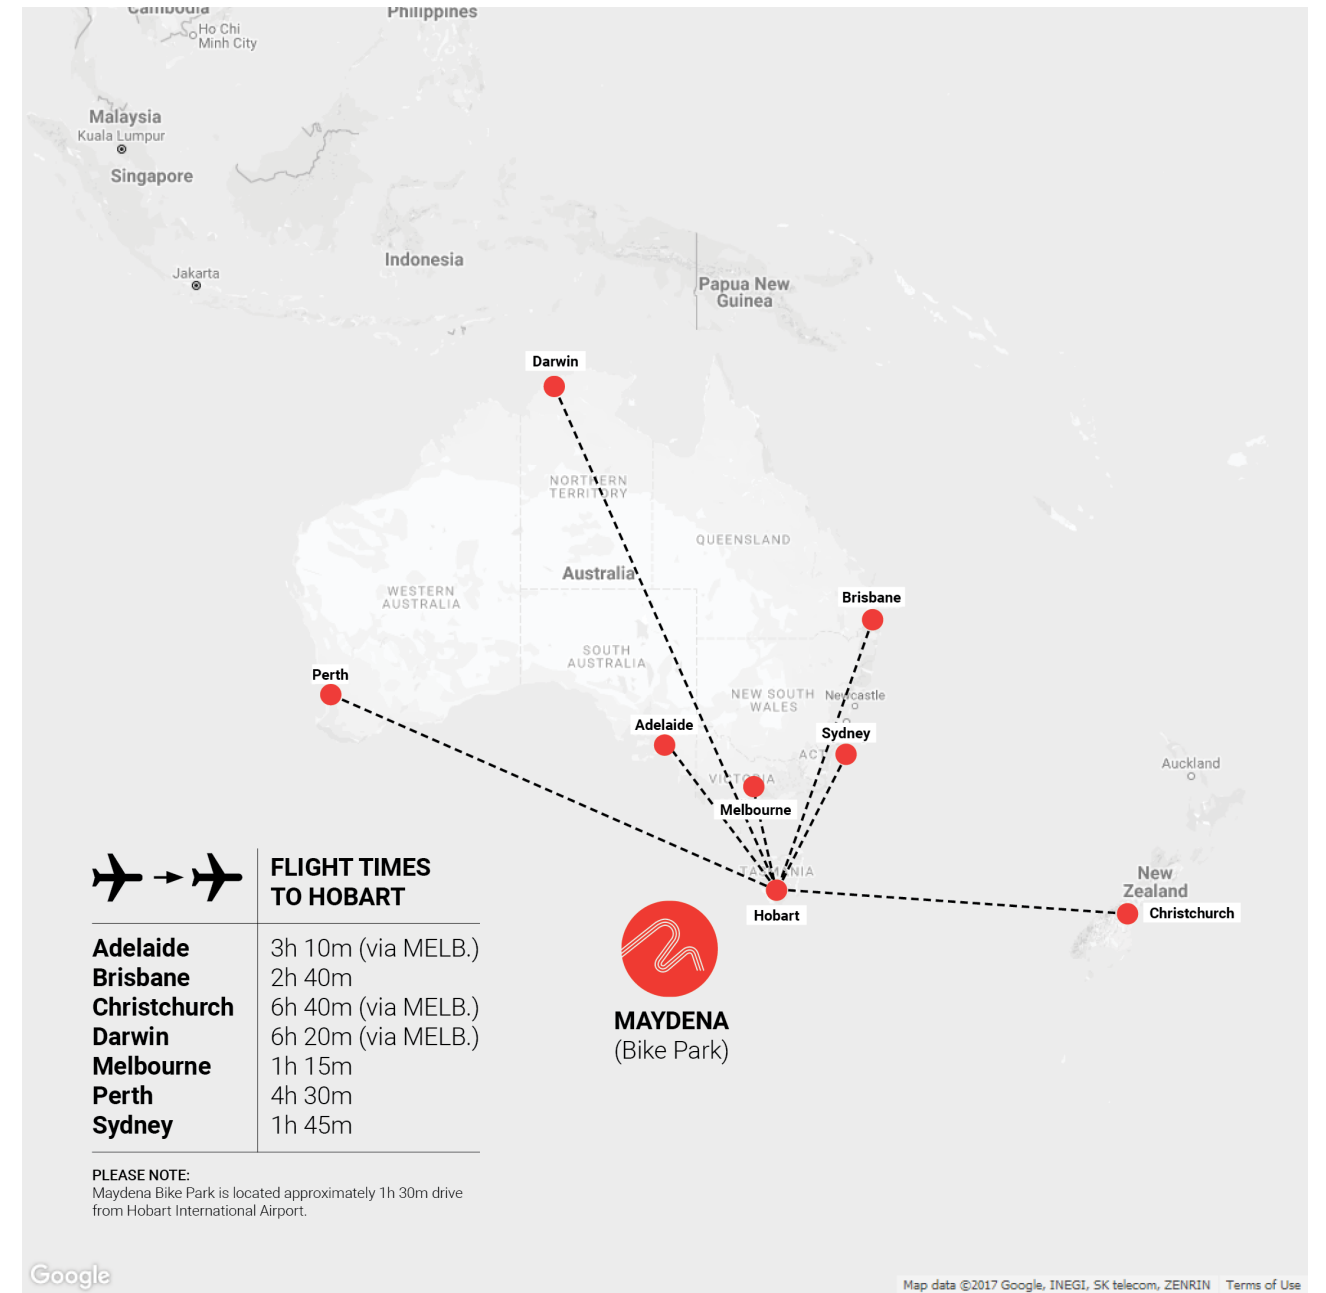 Cambodia
Philippines
Ho Chi
Minh City
Malaysia
Kuala Lumpur
Singapore
Indonesia
Jakarta
Papua New
Guinea
Darwin
NORTHERN
TERRITORY
QUEENSLAND
Australia
WESTERN
AUSTRALIA
Brisbane
SOUTH
AUSTRALIA
Perth
NEW SOUTH
WALES
Newcastle
Adelaide
Sydney
ACT
VICTORIA
Melbourne
Auckland
TASMANIA
Hobart
New
Zealand
Christchurch
FLIGHT TIMES
TO HOBART
Adelaide 3h 10m (via MELB.)
Brisbane 2h 40m
Christchurch 6h 40m (via MELB.)
Darwin 6h 20m (via MELB.)
Melbourne 1h 15m
Perth 4h 30m
Sydney 1h 45m
MAYDENA
(Bike Park)
PLEASE NOTE:
Maydena Bike Park is located approximately 1h 30m drive
from Hobart International Airport.
Google
Map data ©2017 Google, INEGI, SK telecom, ZENRIN Terms of Use